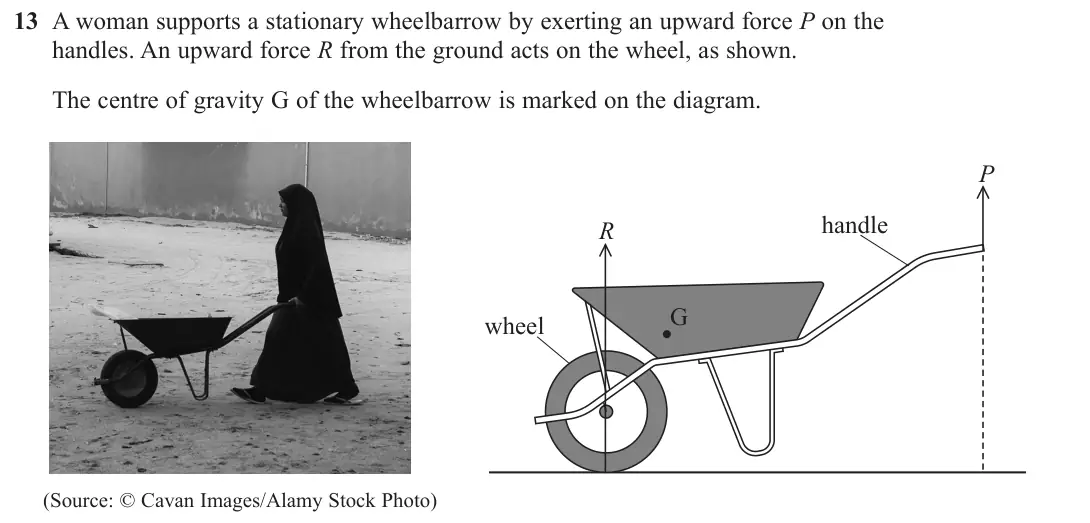 13 A woman supports a stationary wheelbarrow by exerting an upward force P on the
handles. An upward force R from the ground acts on the wheel, as shown.
The centre of gravity G of the wheelbarrow is marked on the diagram.
P
R
handle
G
wheel
(Source: © Cavan Images/Alamy Stock Photo)